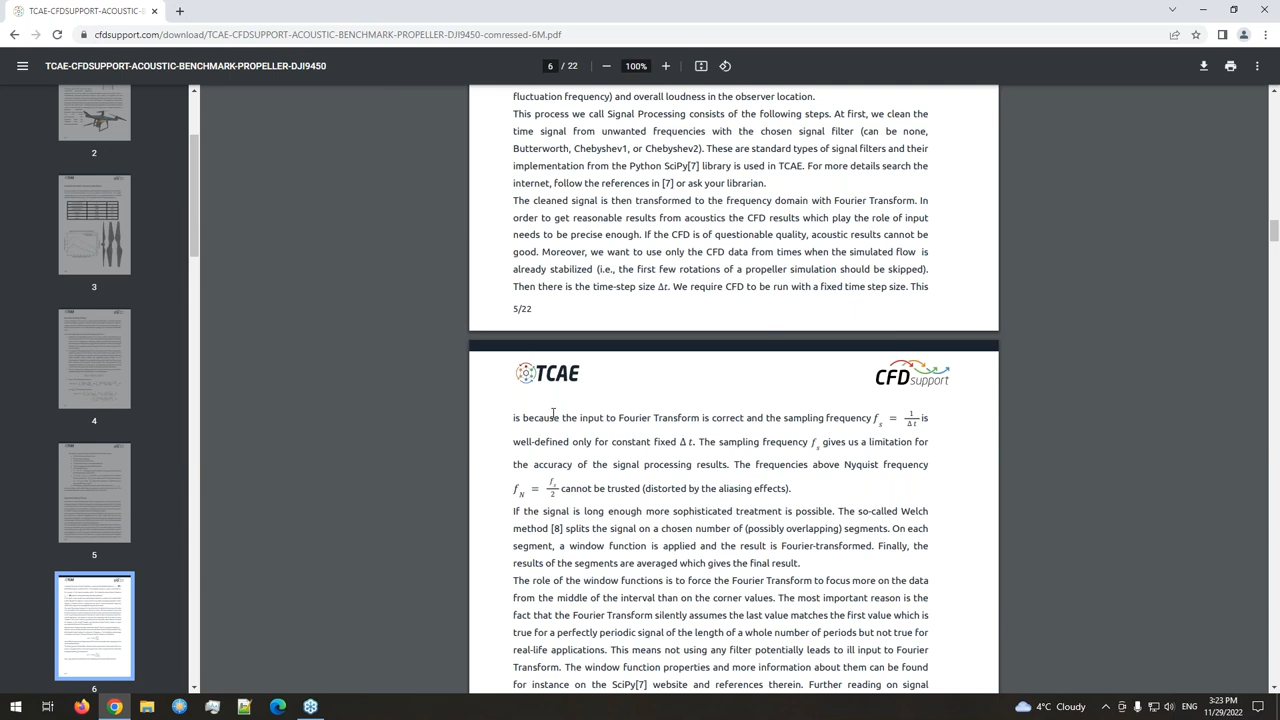 TCAE-CFDSUPPORT-ACOUSTIC-B
cfdsupport.com/download/TCAE-CFDSUPPORT-ACOUSTIC-BENCHMARK-PROPELLER-DJI9450-comressed-6M.pdf
TCAE-CFDSUPPORT-ACOUSTIC-BENCHMARK-PROPELLER-DJI9450
6 / 22
100%
2
3
4
5
6
fluctuation frequency) and overall loudness in the observer location.
This process we call Signal Processing consists of the following steps. At first, we clean the
time signal from unwanted frequencies with the chosen signal filter (can be none,
Butterworth, Chebyshev1, or Chebyshev2). These are standard types of signal filters and their
implementation from the Python SciPy[7] library is used in TCAE. For more details search the
internet, follow the references in [7] or ask your librarian.
The cleaned signal is then transformed to the frequency domain with Fourier Transform. In
order to get reasonable results from acoustics the CFD results which play the role of input
needs to be precise enough. If the CFD is of questionable quality, acoustic results cannot be
good. Moreover, we want to use only the CFD data from times when the simulated flow is
already stabilized (i.e., the first few rotations of a propeller simulation should be skipped).
Then there is the time-step size Δt. We require CFD to be run with a fixed time step size. This
5/22
TCAE
CFD support
is because the input to Fourier Transform is correct and the sampling frequency f_s = 1/Δt is
well-defined only for constant fixed Δt. The sampling frequency f_s gives us a limitation for
the accuracy of the signal processing results. The frequencies above Nyquist frequency
f_s/2 cannot be trusted (distorted by the aliasing effects).
If the signal is long enough more sophisticated treatment is possible. The so-called Welch
method [8] splits the signal on a chosen number of (possibly overlapping) segments. On each
segment, a window function is applied and the result is Fourier-transformed. Finally, the
results of the segments are averaged which gives the final result.
The role of the window functions is to force the Fourier Transform to focus more on the data
in the middle of the interval than on the corner values. The most important reason is the
fact that the Fourier Transform silently assumes the last value matches the first value which is
true for a perfectly periodic signal of the length of a whole number of periods but not true for
real-life applications. This means not using any filter potentially leads to ill input to Fourier
Transform. The window function properties and more information about them can be found
for instance on the SciPy[7] website and references therein. Further reading on signal
4°C Cloudy
3:23 PM
11/29/2022